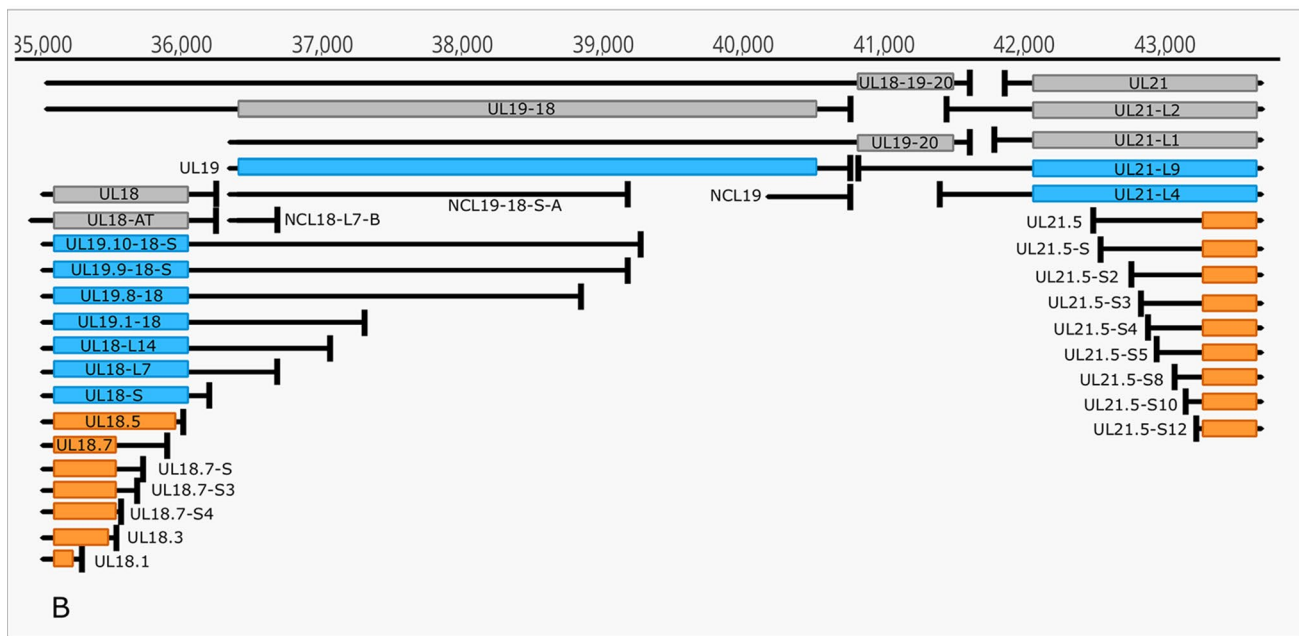 35,000 36,000 37,000 38,000 39,000 40,000 41,000 42,000 43,000
UL18-19-20 UL21
UL19-18 UL21-L2
UL19-20 UL21-L1
UL19 UL21-L9
UL18 NCL19-18-S-A NCL19 UL21-L4
UL18-AT NCL18-L7-B UL21.5
UL19.10-18-S UL21.5-S
UL19.9-18-S UL21.5-S2
UL19.8-18 UL21.5-S3
UL19.1-18 UL21.5-S4
UL18-L14 UL21.5-S5
UL18-L7 UL21.5-S8
UL18-S UL21.5-S10
UL18.5 UL21.5-S12
UL18.7
UL18.7-S
UL18.7-S3
UL18.7-S4
UL18.3
UL18.1
B